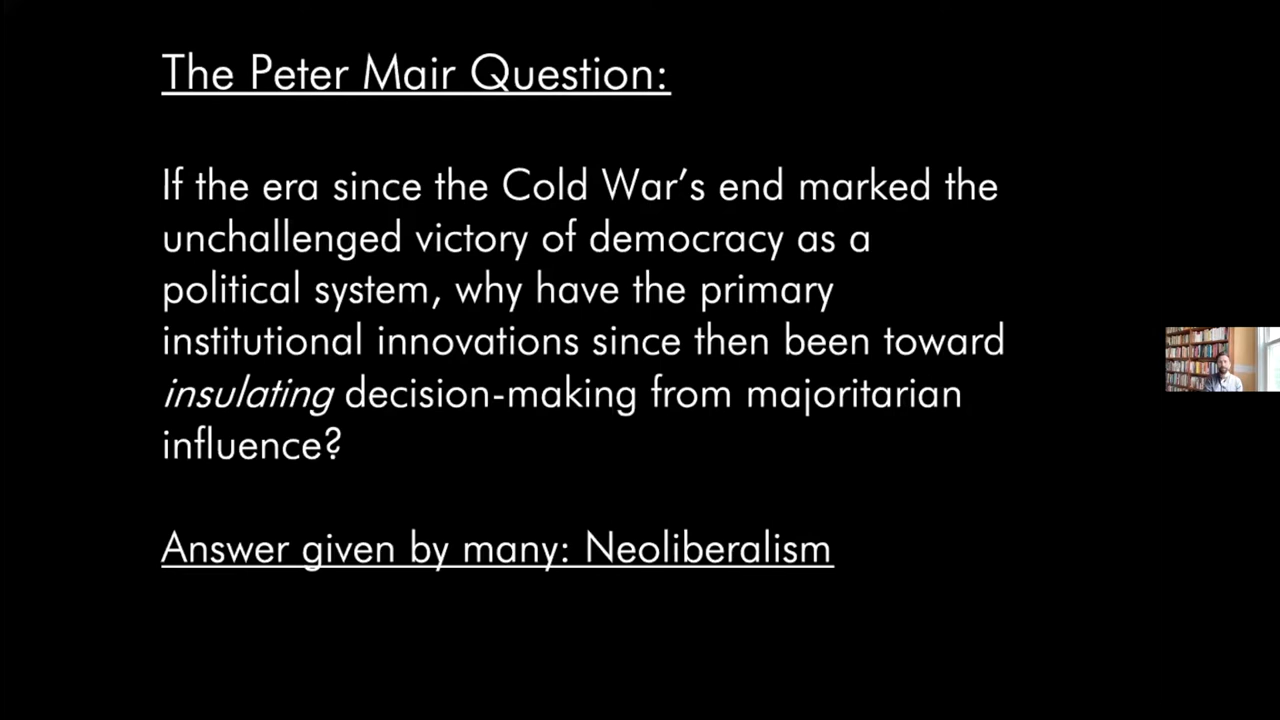 The Peter Mair Question:
If the era since the Cold War’s end marked the
unchallenged victory of democracy as a
political system, why have the primary
institutional innovations since then been toward
insulating decision-making from majoritarian
influence?
Answer given by many: Neoliberalism